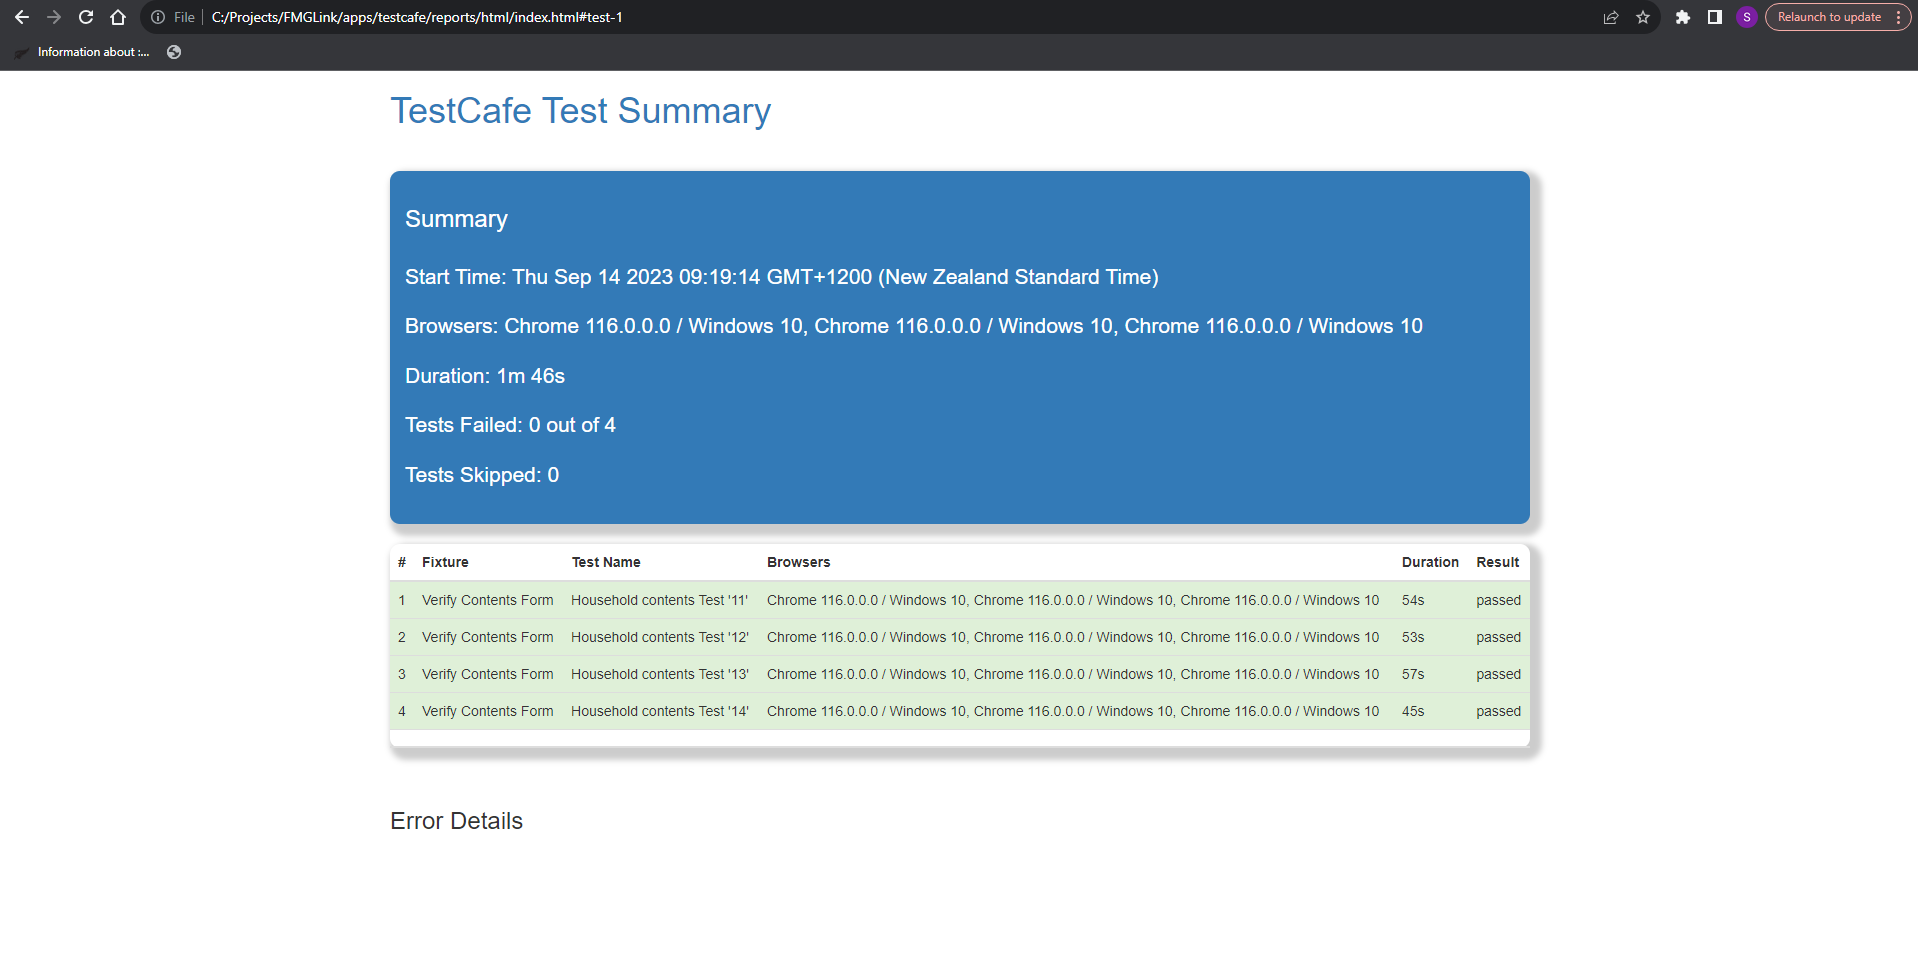 File C:/Projects/FMGLink/apps/testcafe/reports/html/index.html#test-1 S Relaunch to update
Information about :...
TestCafe Test Summary
Summary
Start Time: Thu Sep 14 2023 09:19:14 GMT+1200 (New Zealand Standard Time)
Browsers: Chrome 116.0.0.0 / Windows 10, Chrome 116.0.0.0 / Windows 10, Chrome 116.0.0.0 / Windows 10
Duration: 1m 46s
Tests Failed: 0 out of 4
Tests Skipped: 0
# Fixture Test Name Browsers Duration Result
1 Verify Contents Form Household contents Test '11' Chrome 116.0.0.0 / Windows 10, Chrome 116.0.0.0 / Windows 10, Chrome 116.0.0.0 / Windows 10 54s passed
2 Verify Contents Form Household contents Test '12' Chrome 116.0.0.0 / Windows 10, Chrome 116.0.0.0 / Windows 10, Chrome 116.0.0.0 / Windows 10 53s passed
3 Verify Contents Form Household contents Test '13' Chrome 116.0.0.0 / Windows 10, Chrome 116.0.0.0 / Windows 10, Chrome 116.0.0.0 / Windows 10 57s passed
4 Verify Contents Form Household contents Test '14' Chrome 116.0.0.0 / Windows 10, Chrome 116.0.0.0 / Windows 10, Chrome 116.0.0.0 / Windows 10 45s passed
Error Details